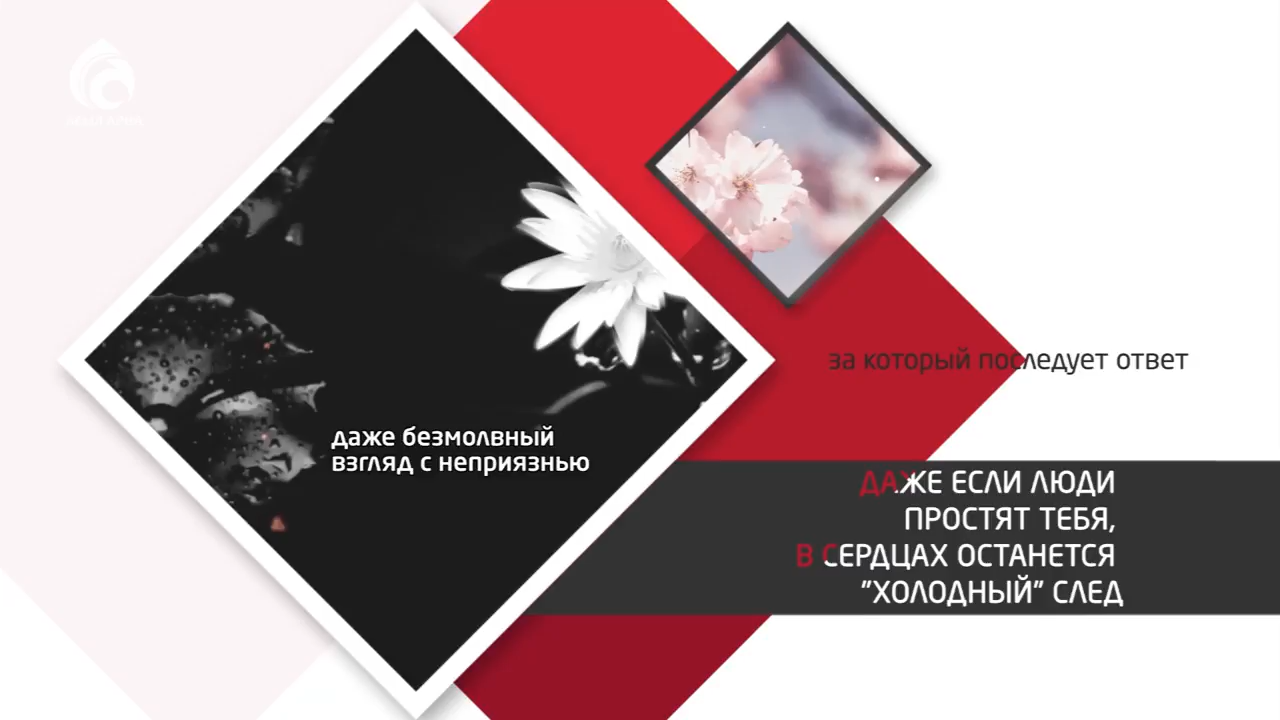 даже безмолвный
взгляд с неприязнью
за который последует ответ
ДАЖЕ ЕСЛИ ЛЮДИ
ПРОСТЯТ ТЕБЯ,
В СЕРДЦАХ ОСТАНЕТСЯ
"ХОЛОДНЫЙ" СЛЕД